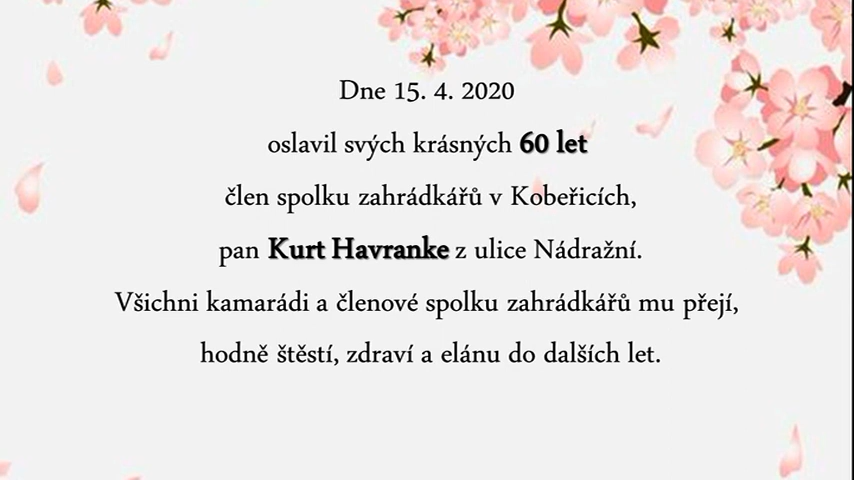 Dne 15. 4. 2020
oslavil svých krásných 60 let
člen spolku zahrádkářů v Kobeřicích,
pan Kurt Havranke z ulice Nádražní.
Všichni kamarádi a členové spolku zahrádkářů mu přejí,
hodně štěstí, zdraví a elánu do dalších let.